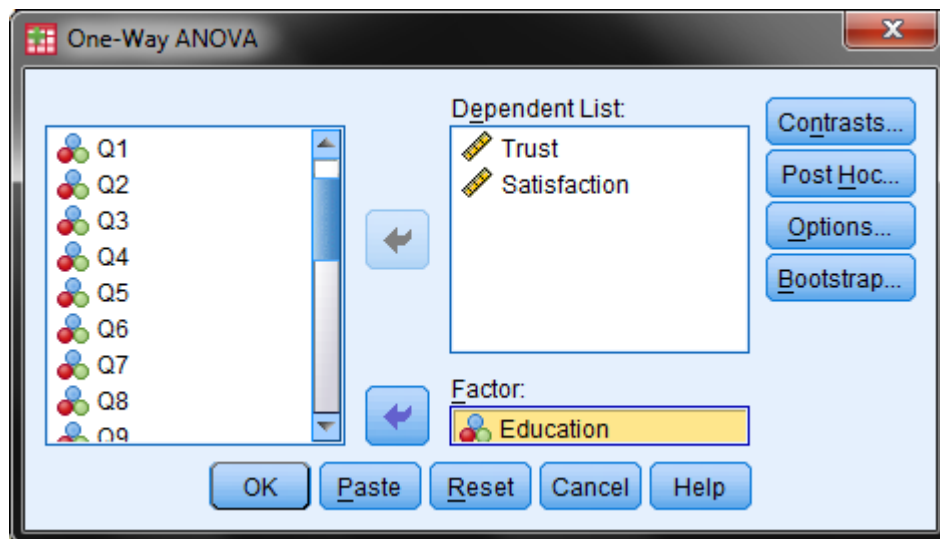 One-Way ANOVA
x
Q1
Q2
Q3
Q4
Q5
Q6
Q7
Q8
Q9
Dependent List:
Trust
Satisfaction
Factor:
Education
Contrasts...
Post Hoc...
Options...
Bootstrap...
OK
Paste
Reset
Cancel
Help